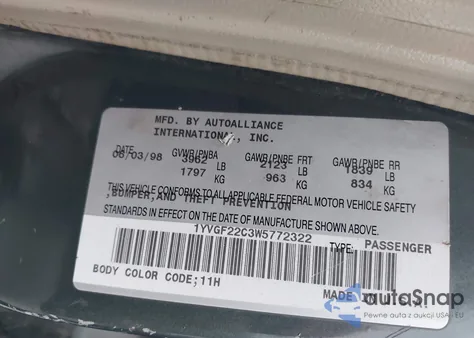 MFD. BY AUTOALLIANCE
INTERNATIONAL, INC.
DATE GVWR/PNBA GAWR/PNBE FRT GAWR/PNBE RR
06/03/98 3962 LB 2123 LB 1839 LB
1797 KG 963 KG 834 KG
THIS VEHICLE CONFORMS TO ALL APPLICABLE FEDERAL MOTOR VEHICLE SAFETY
,BUMPER,AND THEFT PREVENTION
STANDARDS IN EFFECT ON THE DATE OF MANUFACTURE SHOWN ABOVE.
1YVGF22C3W5772322
TYPE: PASSENGER
BODY COLOR CODE;11H
MADE
autaSnap
Pewne auta z aukcji USA - EU